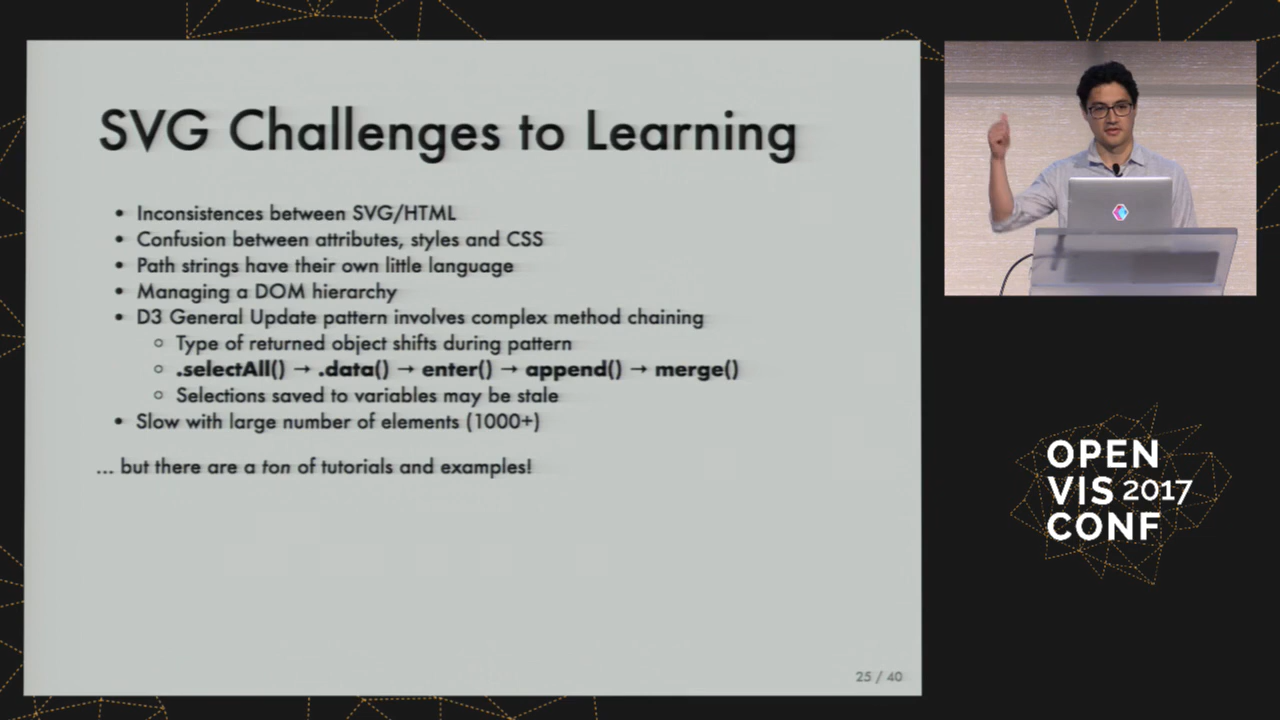 SVG Challenges to Learning
• Inconsistences between SVG/HTML
• Confusion between attributes, styles and CSS
• Path strings have their own little language
• Managing a DOM hierarchy
• D3 General Update pattern involves complex method chaining
○ Type of returned object shifts during pattern
○ .selectAll() → .data() → enter() → append() → merge()
○ Selections saved to variables may be stale
• Slow with large number of elements (1000+)
... but there are a ton of tutorials and examples!
25 / 40
OPEN
VIS 2017
CONF